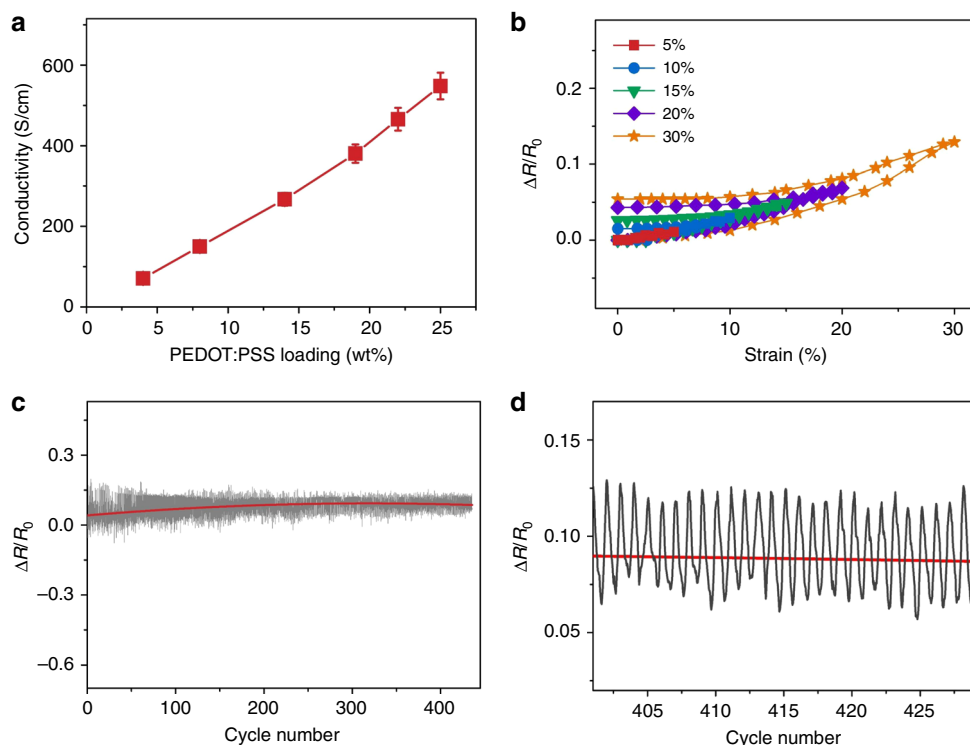 a
600
400
200
0
Conductivity (S/cm)
0 5 10 15 20 25
PEDOT:PSS loading (wt%)
b
0.2
0.1
0.0
ΔR/R0
5%
10%
15%
20%
30%
0 10 20 30
Strain (%)
c
0.3
0.0
–0.3
–0.6
ΔR/R0
0 100 200 300 400
Cycle number
d
0.15
0.10
0.05
ΔR/R0
405 410 415 420 425
Cycle number